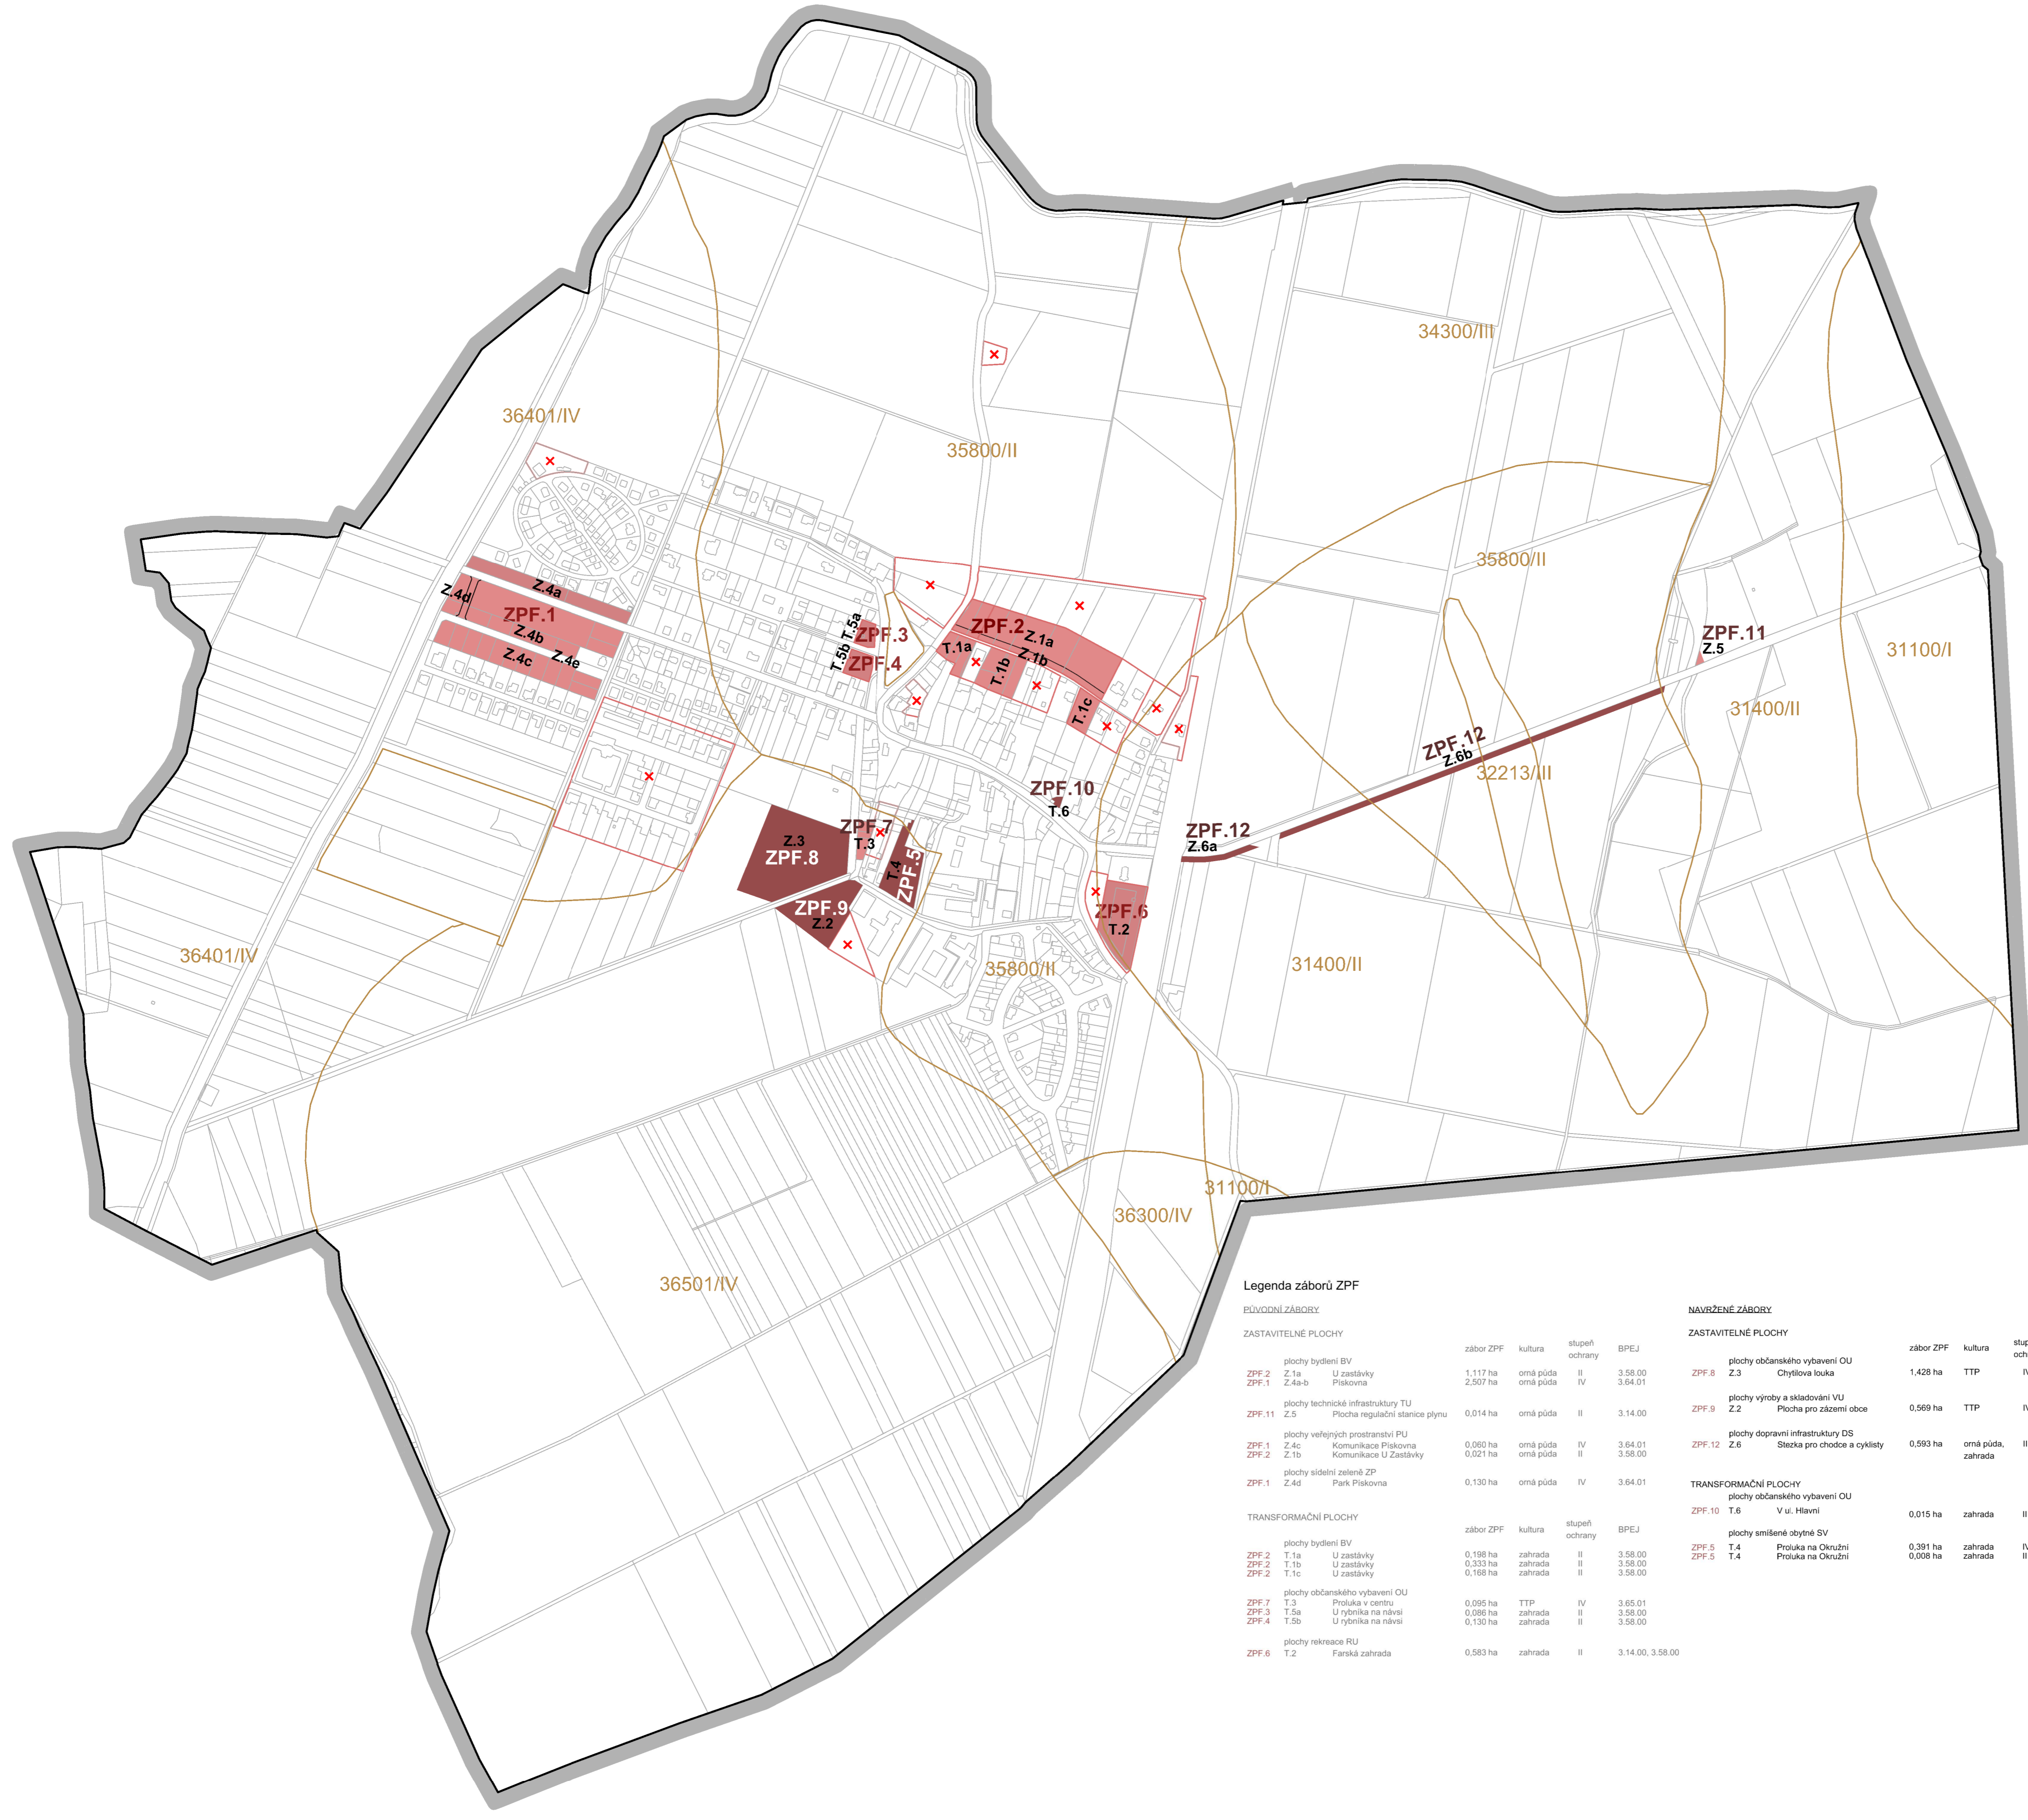 34300/III
36401/IV
35800/II
35800/II
Z.4d
Z.4a
ZPF.1
Z.4b
Z.4e
Z.4c
T.5a
ZPF.3
T.5b
ZPF.4
ZPF.2
Z.1a
T.1a
Z.1b
T.1b
T.1c
ZPF.11
Z.5
31100/I
31400/II
ZPF.12
Z.6b
32213/III
ZPF.10
T.6
ZPF.7
T.3
Z.3
ZPF.8
T.4
ZPF.5
ZPF.12
Z.6a
ZPF.9
Z.2
ZPF.6
T.2
36401/IV
35800/II
31400/II
31100/I
36300/IV
36501/IV
Legenda záborů ZPF
PŮVODNÍ ZÁBORY
ZASTAVITELNÉ PLOCHY
zábor ZPF kultura stupeň ochrany BPEJ
plochy bydlení BV
ZPF.2 Z.1a U zastávky 1,117 ha orná půda II 3.58.00
ZPF.1 Z.4a-b Pískovna 2,507 ha orná půda IV 3.64.01
plochy technické infrastruktury TU
ZPF.11 Z.5 Plocha regulační stanice plynu 0,014 ha orná půda II 3.14.00
plochy veřejných prostranství PU
ZPF.1 Z.4c Komunikace Pískovna 0,060 ha orná půda IV 3.64.01
ZPF.2 Z.1b Komunikace U Zastávky 0,021 ha orná půda II 3.58.00
plochy sídelní zeleně ZP
ZPF.1 Z.4d Park Pískovna 0,130 ha orná půda IV 3.64.01
TRANSFORMAČNÍ PLOCHY
zábor ZPF kultura stupeň ochrany BPEJ
plochy bydlení BV
ZPF.2 T.1a U zastávky 0,198 ha zahrada II 3.58.00
ZPF.2 T.1b U zastávky 0,333 ha zahrada II 3.58.00
ZPF.2 T.1c U zastávky 0,168 ha zahrada II 3.58.00
plochy občanského vybavení OU
ZPF.7 T.3 Proluka v centru 0,095 ha TTP IV 3.65.01
ZPF.3 T.5a U rybníka na návsi 0,086 ha zahrada II 3.58.00
ZPF.4 T.5b U rybníka na návsi 0,130 ha zahrada II 3.58.00
plochy rekreace RU
ZPF.6 T.2 Farská zahrada 0,583 ha zahrada II 3.14.00, 3.58.00
NAVRŽENÉ ZÁBORY
ZASTAVITELNÉ PLOCHY
zábor ZPF kultura
plochy občanského vybavení OU
ZPF.8 Z.3 Chytilova louka 1,428 ha TTP
plochy výroby a skladování VU
ZPF.9 Z.2 Plocha pro zázemí obce 0,569 ha TTP
plochy dopravní infrastruktury DS
ZPF.12 Z.6 Stezka pro chodce a cyklisty 0,593 ha orná půda,
zahrada
TRANSFORMAČNÍ PLOCHY
plochy občanského vybavení OU
ZPF.10 T.6 V ul. Hlavní 0,015 ha zahrada
plochy smíšené obytné SV
ZPF.5 T.4 Proluka na Okružní 0,391 ha zahrada
ZPF.5 T.4 Proluka na Okružní 0,008 ha zahrada